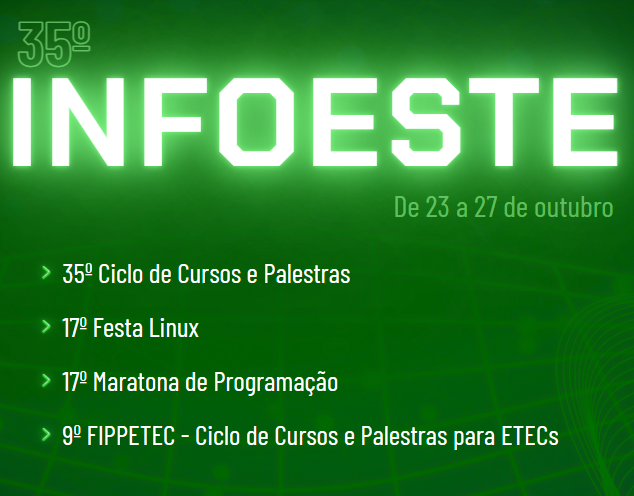 35º
INFOESTE
De 23 a 27 de outubro
35º Ciclo de Cursos e Palestras
17º Festa Linux
17º Maratona de Programação
9º FIPPETEC - Ciclo de Cursos e Palestras para ETECs